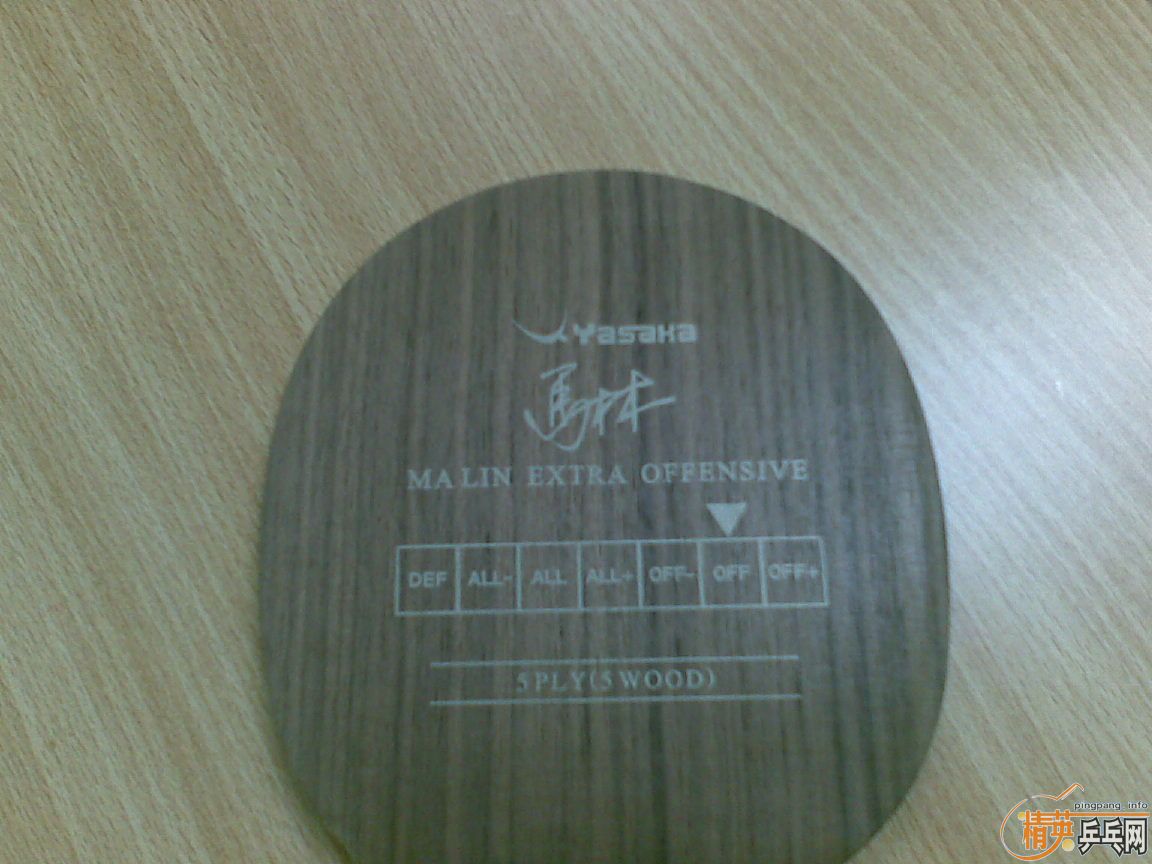 Yasaka
馬林
MA LIN EXTRA OFFENSIVE
DEF ALL- ALL ALL+ OFF- OFF OFF+
5 PLY(5 WOOD)
pingpang_info
精英乒乓网